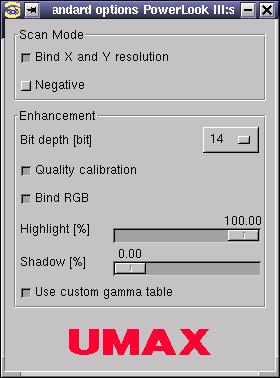 andard options PowerLook III:s
Scan Mode
Bind X and Y resolution
Negative
Enhancement
Bit depth [bit] 14
Quality calibration
Bind RGB
Highlight [%] 100.00
Shadow [%] 0.00
Use custom gamma table
UMAX